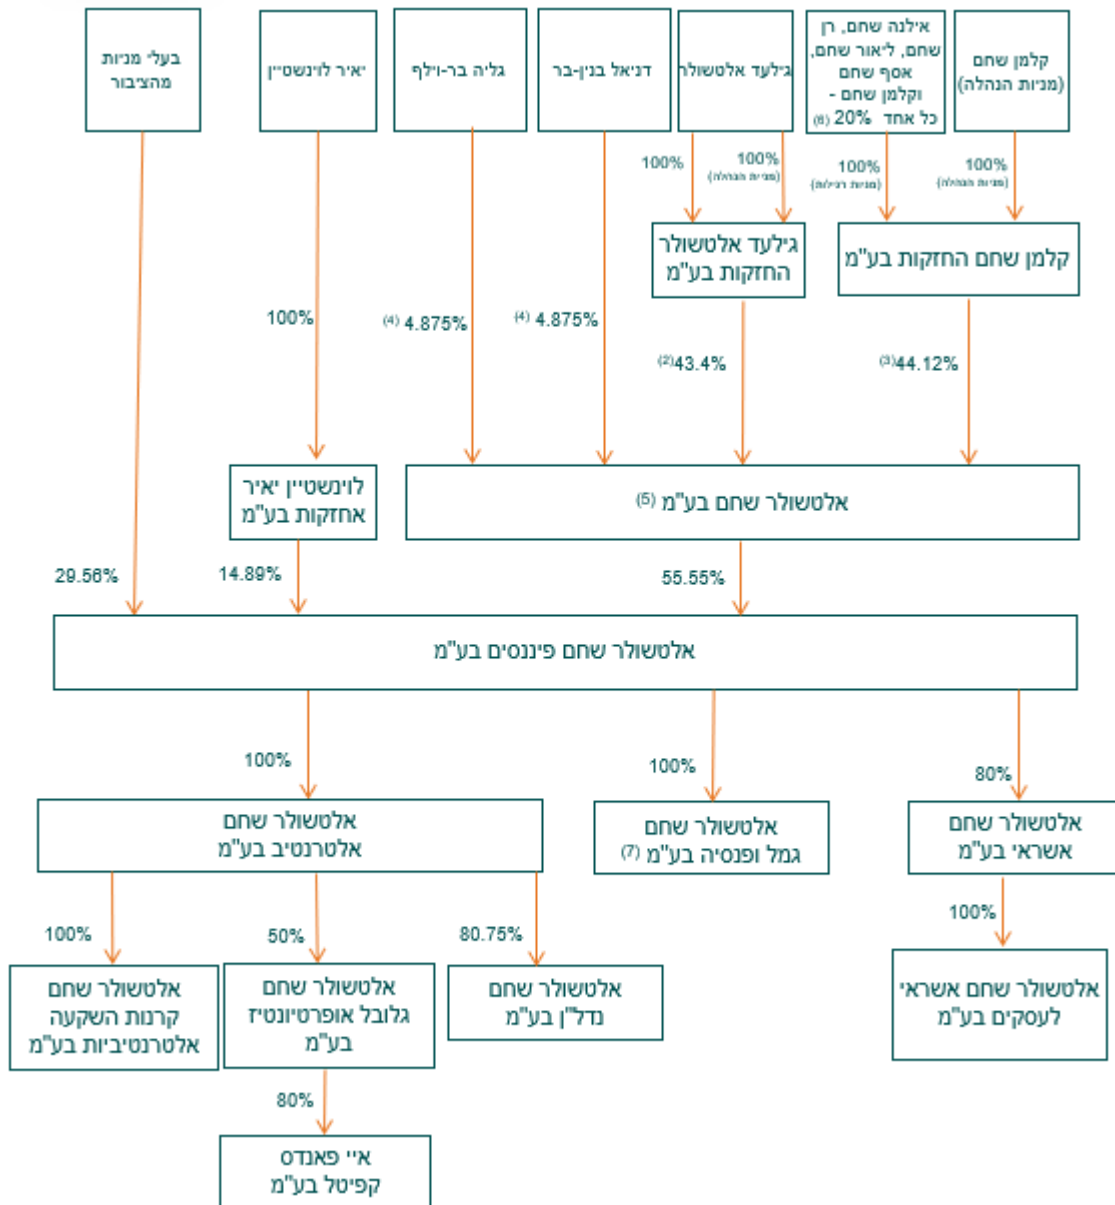 קלמן שחם
(מניות הנהלה)
אילנה שחם, רן
שחם, ליאור שחם,
אסף שחם
וקלמן שחם -
כל אחד 20% (6)
גילעד אלטשולר
דניאל בנין-בר
גליה בר-וילף
יאיר לוינשטיין
בעלי מניות
מהציבור
100%
(מניות הנהלה)
100%
(מניות רגילות)
100%
(מניות הנהלה)
100%
קלמן שחם החזקות בע"מ
גילעד אלטשולר
החזקות בע"מ
44.12%(3)
43.4%(2)
4.875% (4)
4.875% (4)
100%
אלטשולר שחם בע"מ (5)
לוינשטיין יאיר
אחזקות בע"מ
55.55%
14.89%
29.56%
אלטשולר שחם פיננסים בע"מ
80%
100%
100%
אלטשולר שחם
אשראי בע"מ
אלטשולר שחם
גמל ופנסיה בע"מ (7)
אלטשולר שחם
אלטרנטיב בע"מ
100%
80.75%
50%
100%
אלטשולר שחם אשראי
לעסקים בע"מ
אלטשולר שחם
נדל"ן בע"מ
אלטשולר שחם
גלובל אופרטיונטיז
בע"מ
אלטשולר שחם
קרנות השקעה
אלטרנטיביות בע"מ
80%
איי פאנדס
קפיטל בע"מ